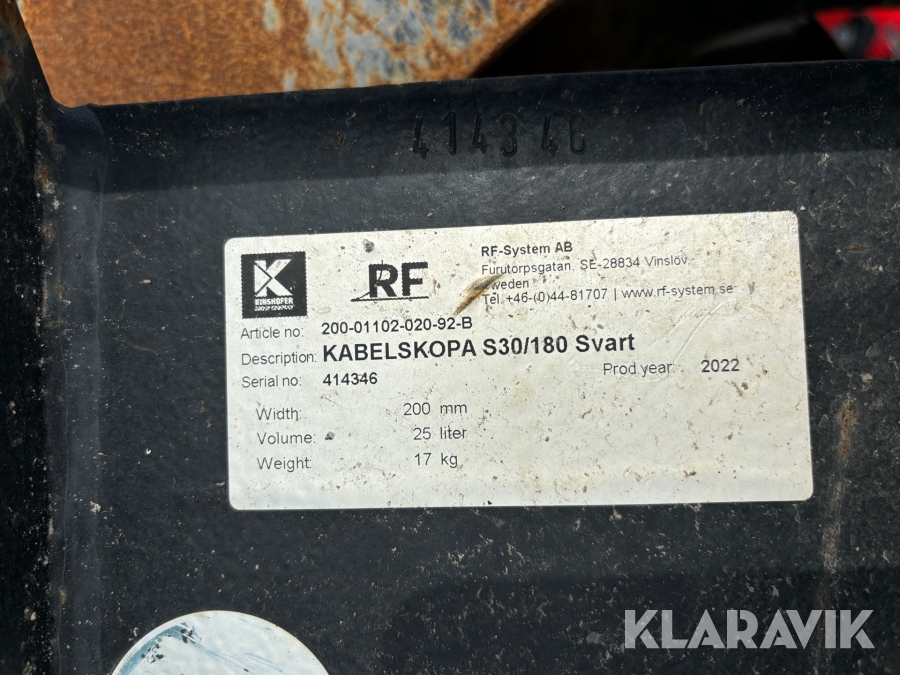 414346
KINSHOFER
RF
RF-System AB
Furutorpsgatan, SE-28834 Vinslöv,
Sweden
Tel.+46-(0)44-81707 | www.rf-system.se
Article no: 200-01102-020-92-B
Description: KABELSKOPA S30/180 Svart
Serial no: 414346
Prod.year: 2022
Width: 200 mm
Volume: 25 liter
Weight: 17 kg
KLARAVIK